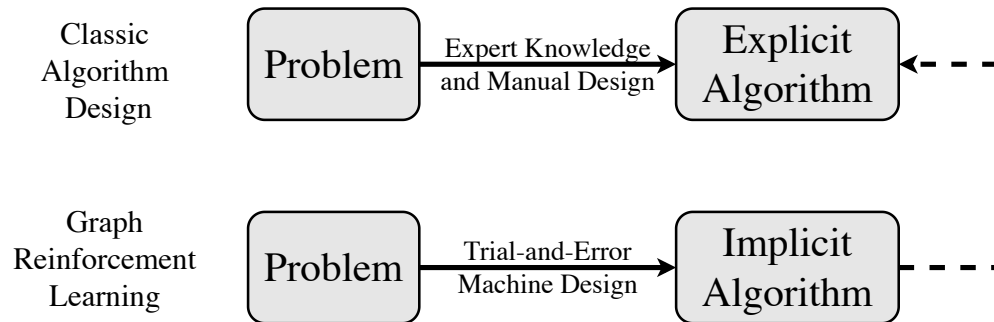 Classic
Algorithm
Design
Problem
Expert Knowledge
and Manual Design
Explicit
Algorithm
Graph
Reinforcement
Learning
Problem
Trial-and-Error
Machine Design
Implicit
Algorithm